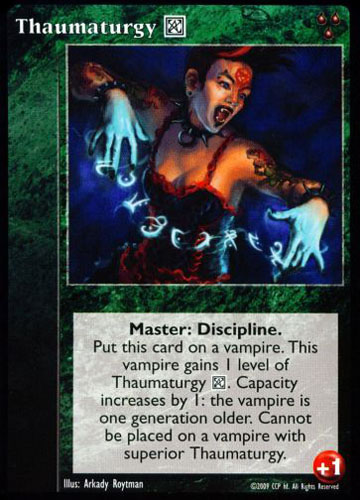 Thaumaturgy
Master: Discipline.
Put this card on a vampire. This
vampire gains 1 level of
Thaumaturgy . Capacity
increases by 1: the vampire is
one generation older. Cannot
be placed on a vampire with
superior Thaumaturgy.
+1
Illus: Arkady Roytman
©2009 CCP hf. All Rights Reserved